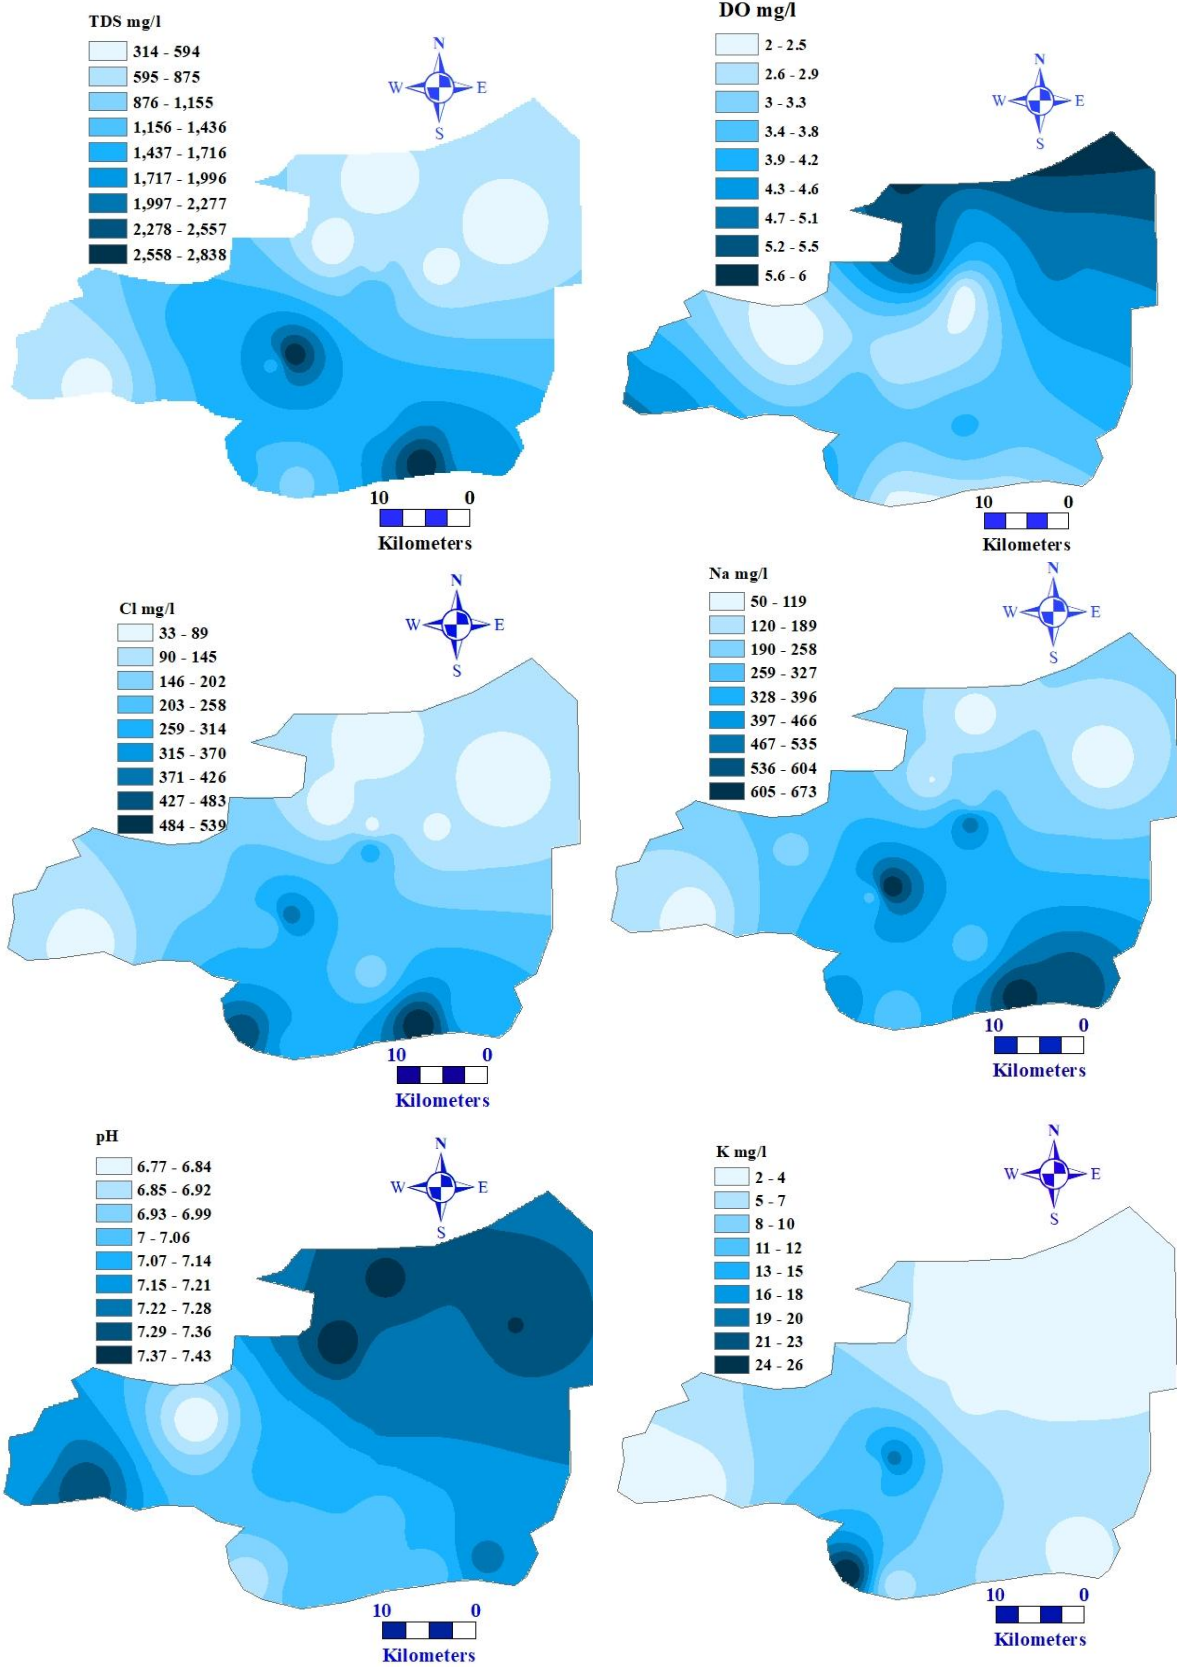 TDS mg/l
314 - 594
595 - 875
876 - 1,155
1,156 - 1,436
1,437 - 1,716
1,717 - 1,996
1,997 - 2,277
2,278 - 2,557
2,558 - 2,838
N
W
E
S
10
0
Kilometers
DO mg/l
2 - 2.5
2.6 - 2.9
3 - 3.3
3.4 - 3.8
3.9 - 4.2
4.3 - 4.6
4.7 - 5.1
5.2 - 5.5
5.6 - 6
N
W
E
S
10
0
Kilometers
Cl mg/l
33 - 89
90 - 145
146 - 202
203 - 258
259 - 314
315 - 370
371 - 426
427 - 483
484 - 539
N
W
E
S
10
0
Kilometers
Na mg/l
50 - 119
120 - 189
190 - 258
259 - 327
328 - 396
397 - 466
467 - 535
536 - 604
605 - 673
N
W
E
S
10
0
Kilometers
pH
6.77 - 6.84
6.85 - 6.92
6.93 - 6.99
7 - 7.06
7.07 - 7.14
7.15 - 7.21
7.22 - 7.28
7.29 - 7.36
7.37 - 7.43
N
W
E
S
10
0
Kilometers
K mg/l
2 - 4
5 - 7
8 - 10
11 - 12
13 - 15
16 - 18
19 - 20
21 - 23
24 - 26
N
W
E
S
10
0
Kilometers